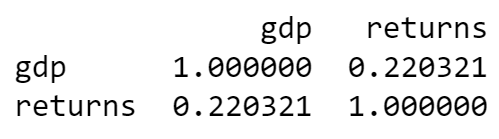 gdp returns
gdp 1.000000 0.220321
returns 0.220321 1.000000